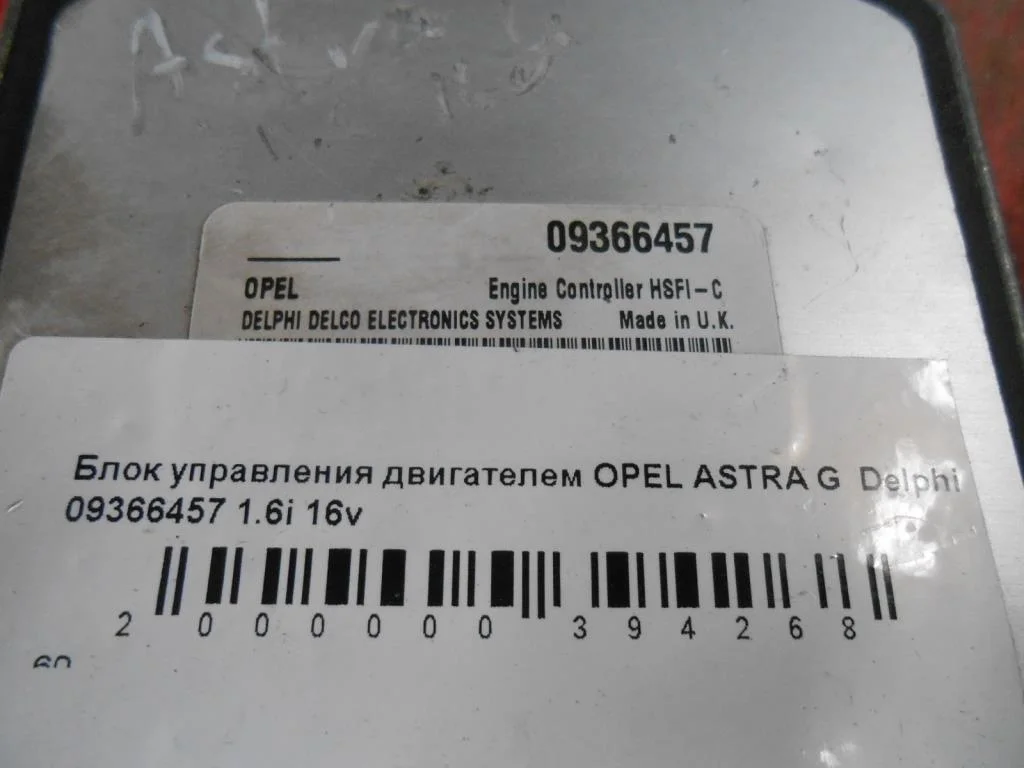 Astra G
09366457
OPEL Engine Controller HSFI-C
DELPHI DELCO ELECTRONICS SYSTEMS Made in U.K.
Блок управления двигателем OPEL ASTRA G Delphi
09366457 1.6i 16v
2 000000 394268